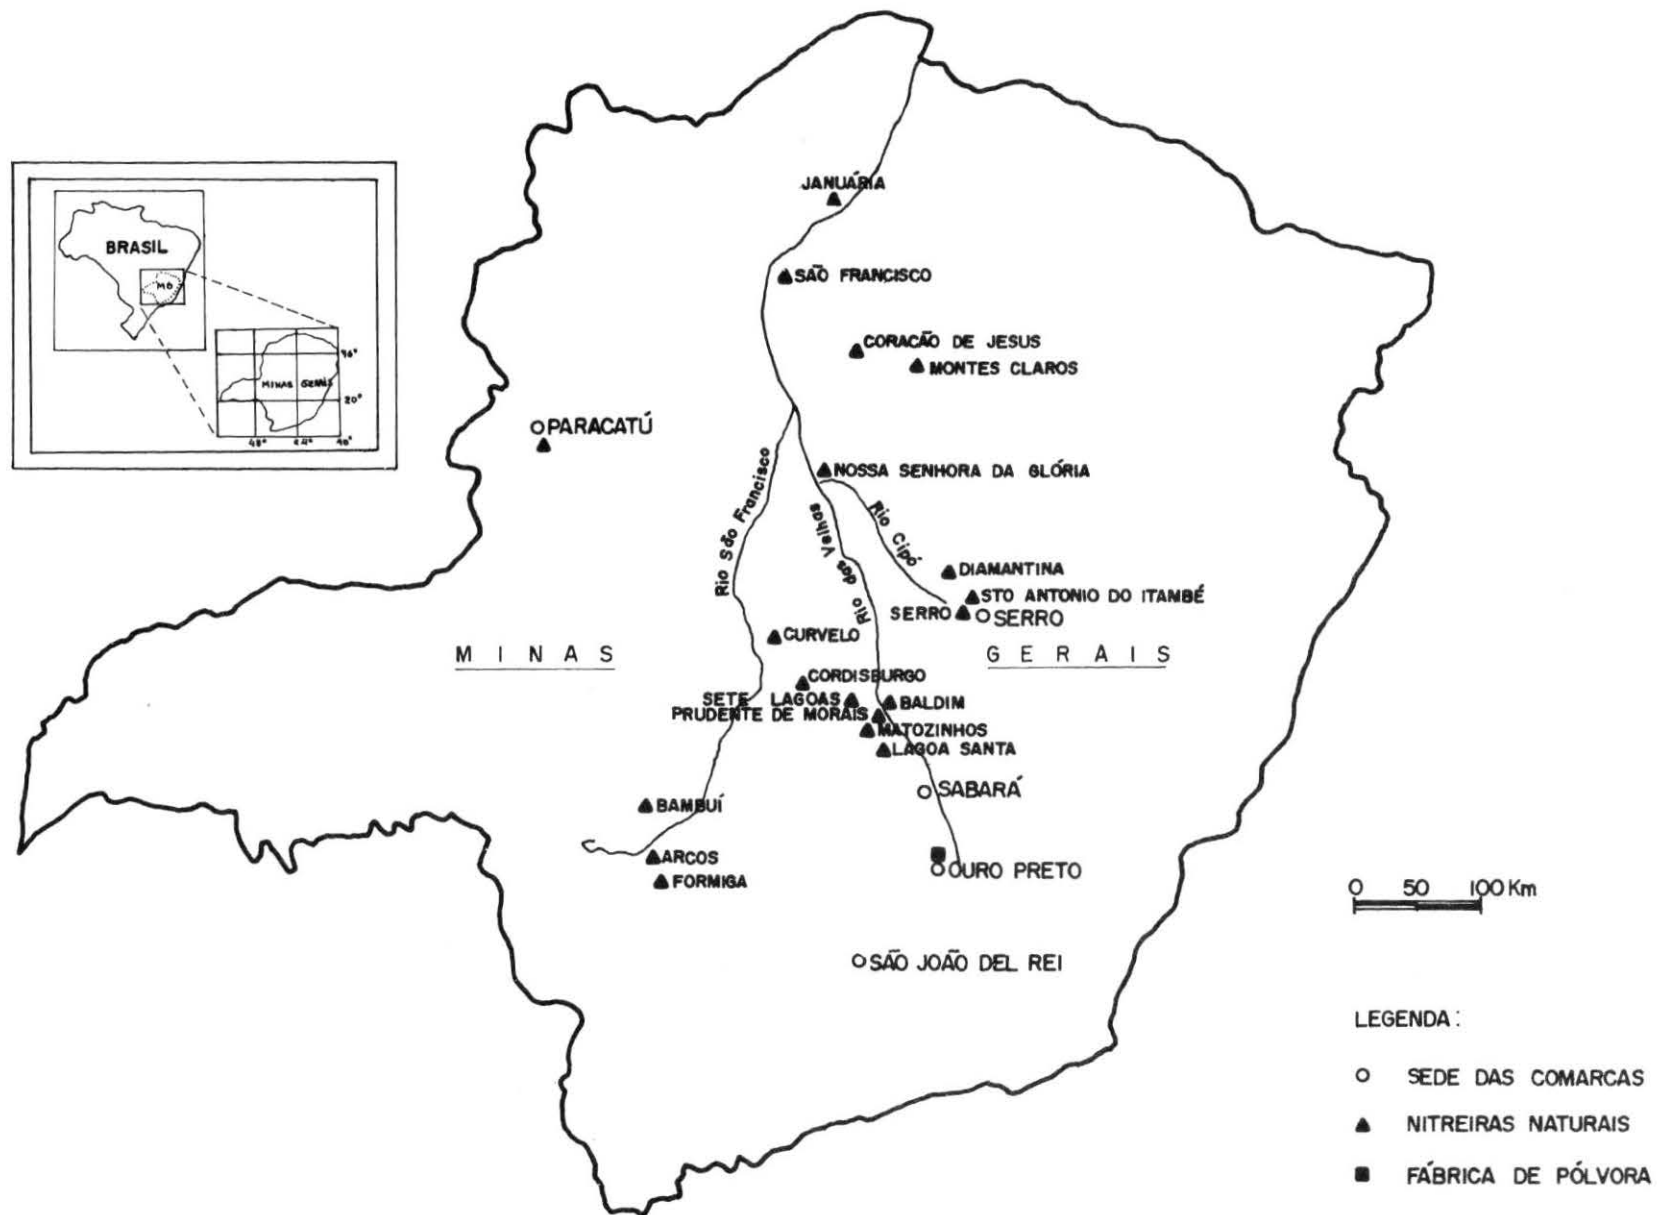 BRASIL
MG
MINAS GERAIS
16°
20°
48°
44°
40°
JANUÁRIA
SÃO FRANCISCO
CORACÃO DE JESUS
MONTES CLAROS
PARACATÚ
NOSSA SENHORA DA GLÓRIA
Rio São Francisco
Rio das Velhas
Rio Cipó
DIAMANTINA
STO ANTONIO DO ITAMBÉ
SERRO
SERRO
CURVELO
MINAS
GERAIS
CORDISBURGO
SETE LAGOAS
BALDIM
PRUDENTE DE MORAIS
MATOZINHOS
LAGOA SANTA
SABARÁ
BAMBUÍ
ARCOS
FORMIGA
OURO PRETO
SÃO JOÃO DEL REI
0 50 100 Km
LEGENDA:
SEDE DAS COMARCAS
NITREIRAS NATURAIS
FÁBRICA DE PÓLVORA